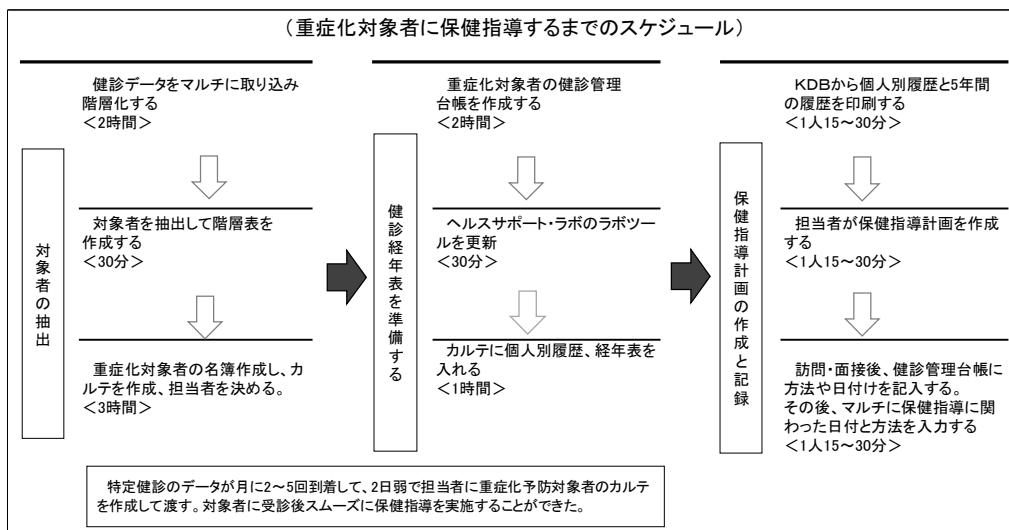 （重症化対象者に保健指導するまでのスケジュール）
対象者の抽出
健診データをマルチに取り込み
階層化する
＜2時間＞
対象者を抽出して階層表を
作成する
＜30分＞
重症化対象者の名簿作成し、カ
ルテを作成、担当者を決める。
＜3時間＞
健診経年表を準備する
重症化対象者の健診管理
台帳を作成する
＜2時間＞
ヘルスサポート・ラボのラボツー
ルを更新
＜30分＞
カルテに個人別履歴、経年表を
入れる
＜1時間＞
保健指導計画の作成と記録
KDBから個人別履歴と5年間
の履歴を印刷する
＜1人15～30分＞
担当者が保健指導計画を作成
する
＜1人15～30分＞
訪問・面接後、健診管理台帳に
方法や日付けを記入する。
その後、マルチに保健指導に関
わった日付と方法を入力する
＜1人15～30分＞
特定健診のデータが月に2～5回到着して、2日弱で担当者に重症化予防対象者のカルテ
を作成して渡す。対象者に受診後スムーズに保健指導を実施することができた。